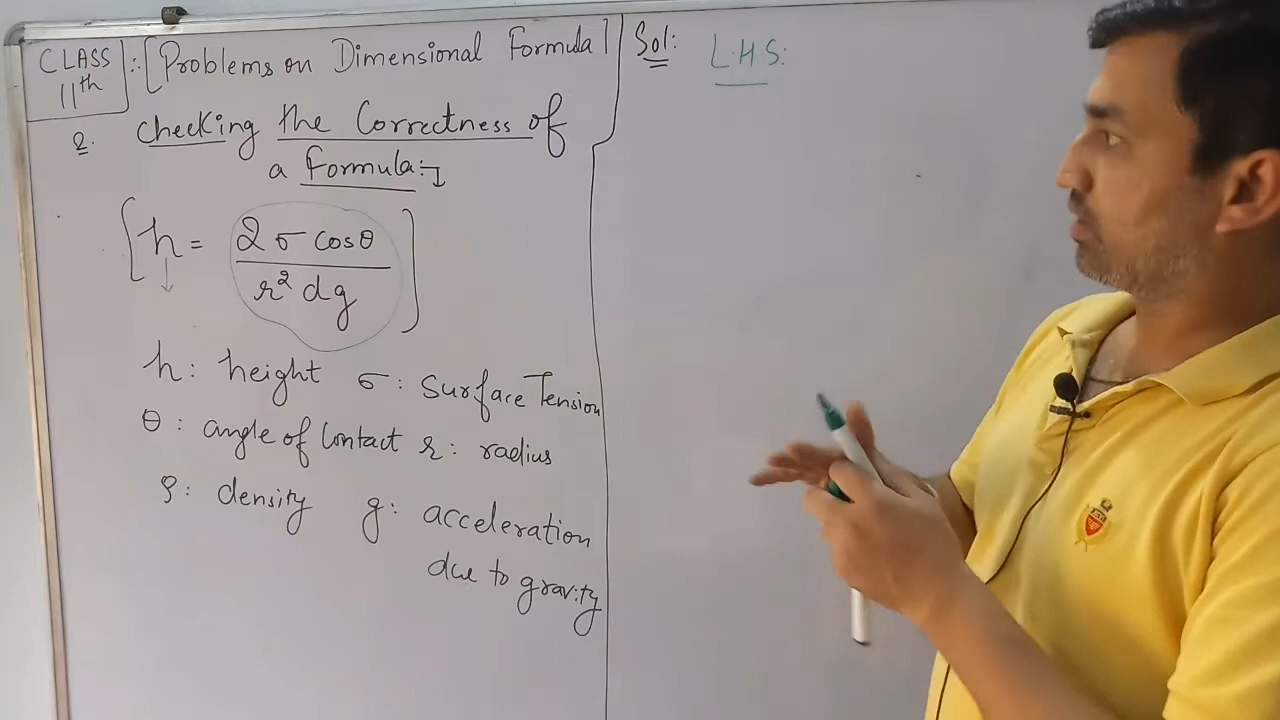 CLASS 11th :- [Problems on Dimensional Formula]
Q. Checking the Correctness of
a Formula:-
[h = 2 σ cosθ / r² dg]
h: height σ: Surface Tension
θ: angle of Contact r: radius
ρ: density g: acceleration
due to gravity
Sol: L.H.S: